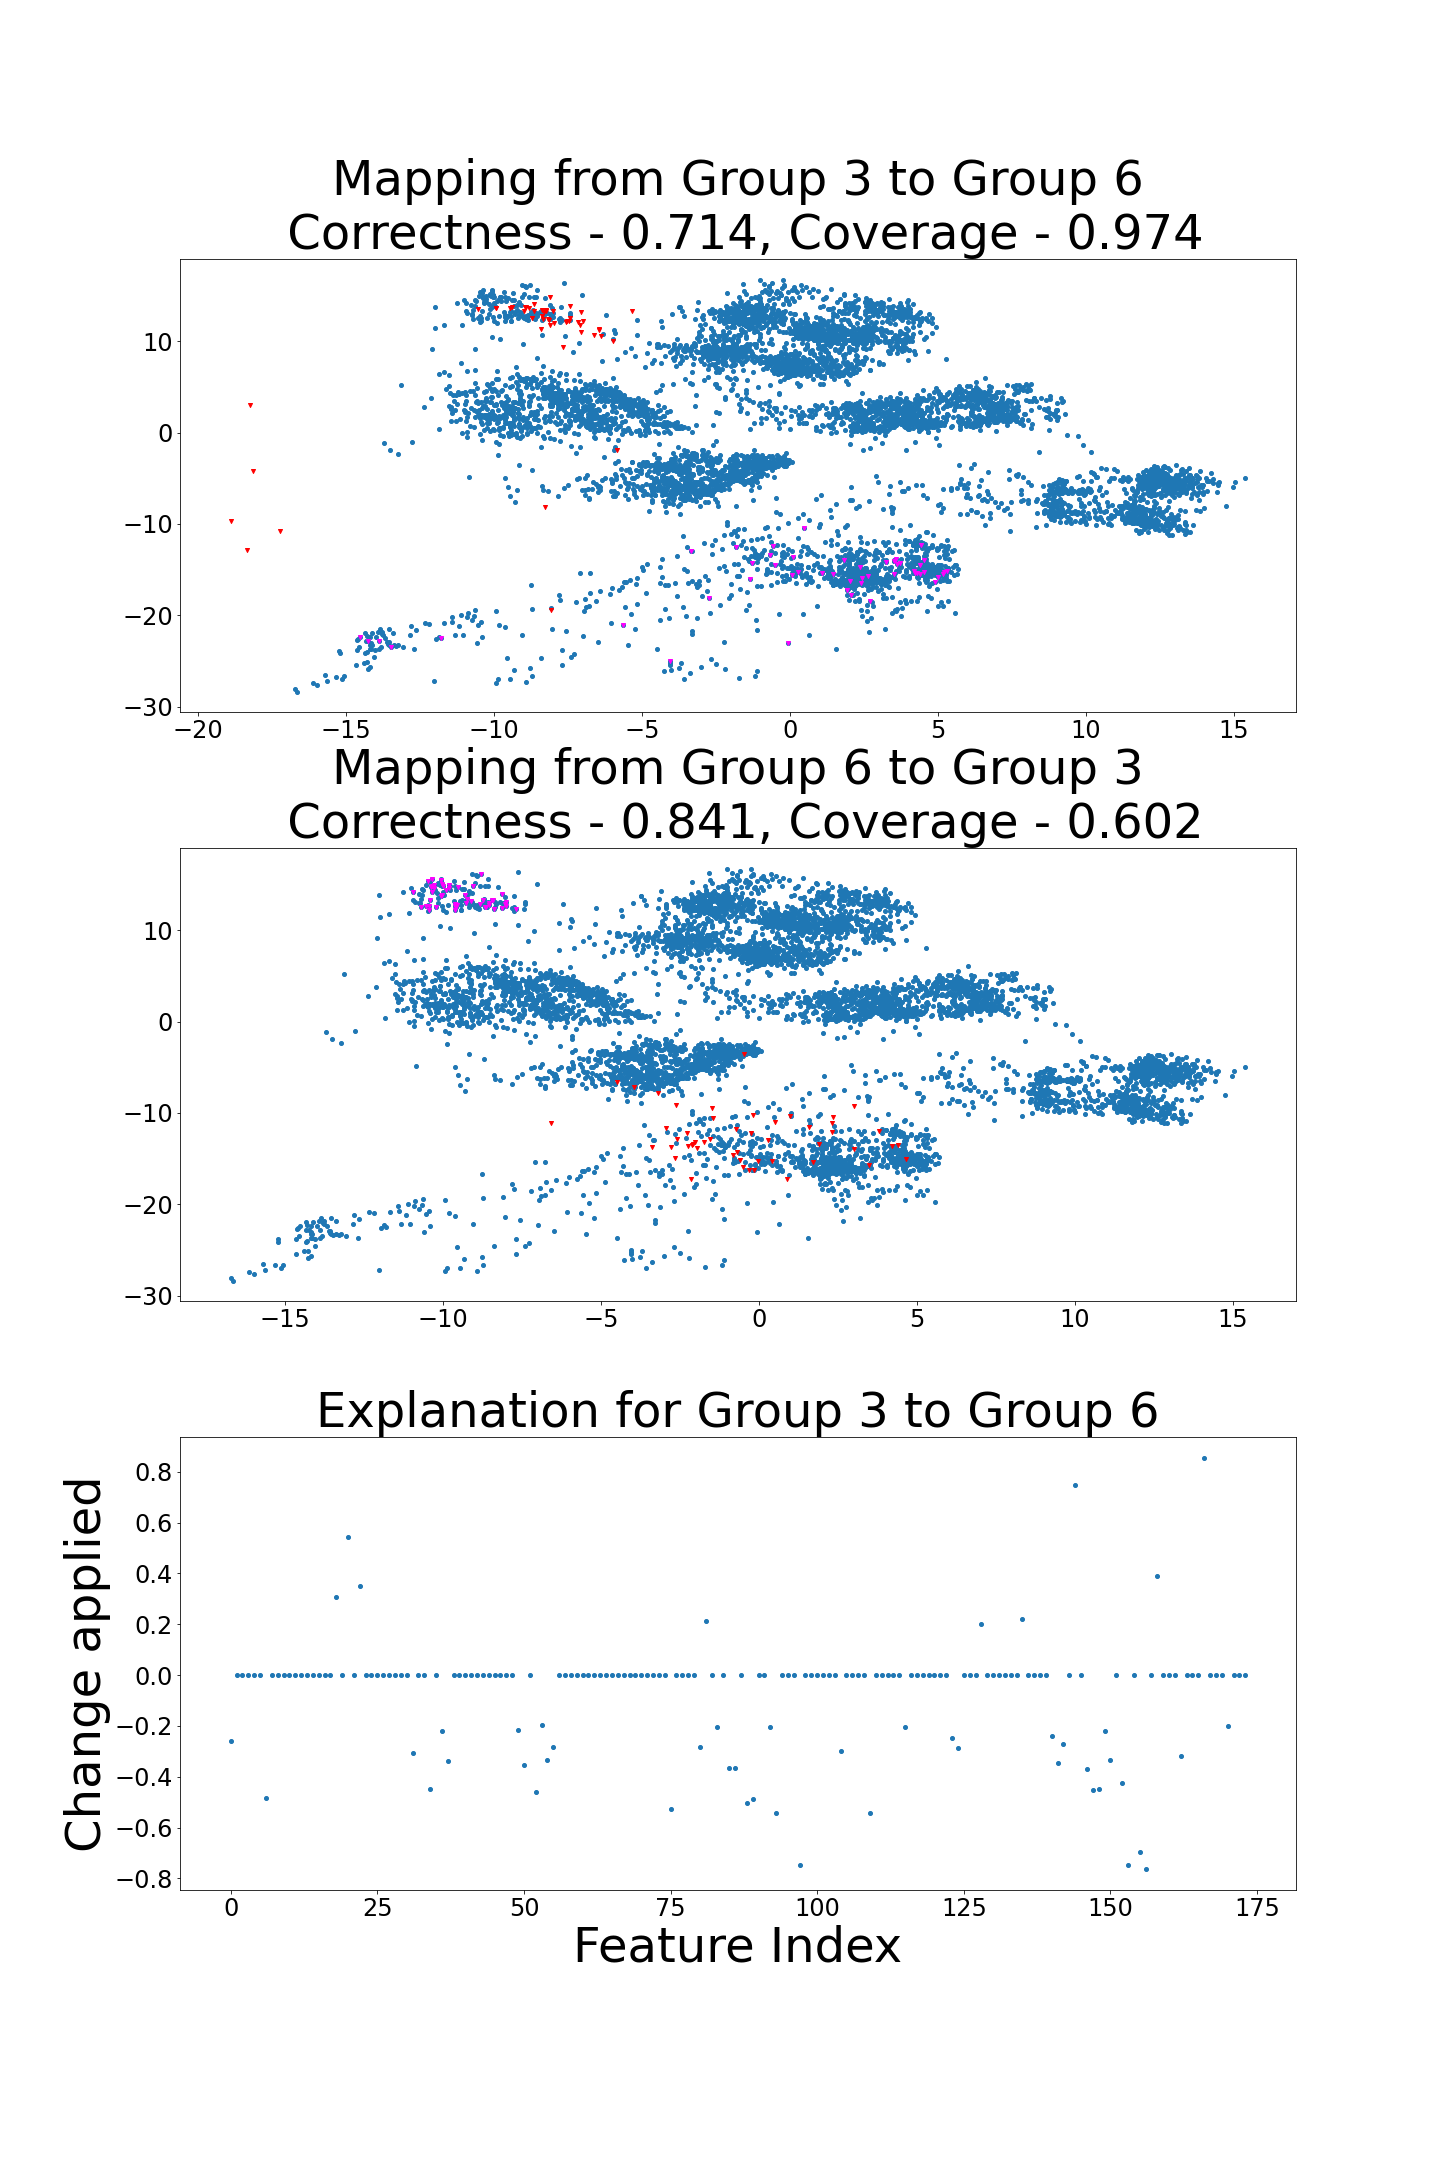 Mapping from Group 3 to Group 6
Correctness - 0.714, Coverage - 0.974
10
0
−10
−20
−30
−20 −15 −10 −5 0 5 10 15
Mapping from Group 6 to Group 3
Correctness - 0.841, Coverage - 0.602
10
0
−10
−20
−30
−15 −10 −5 0 5 10 15
Explanation for Group 3 to Group 6
Change applied
0.8
0.6
0.4
0.2
0.0
−0.2
−0.4
−0.6
−0.8
0 25 50 75 100 125 150 175
Feature Index